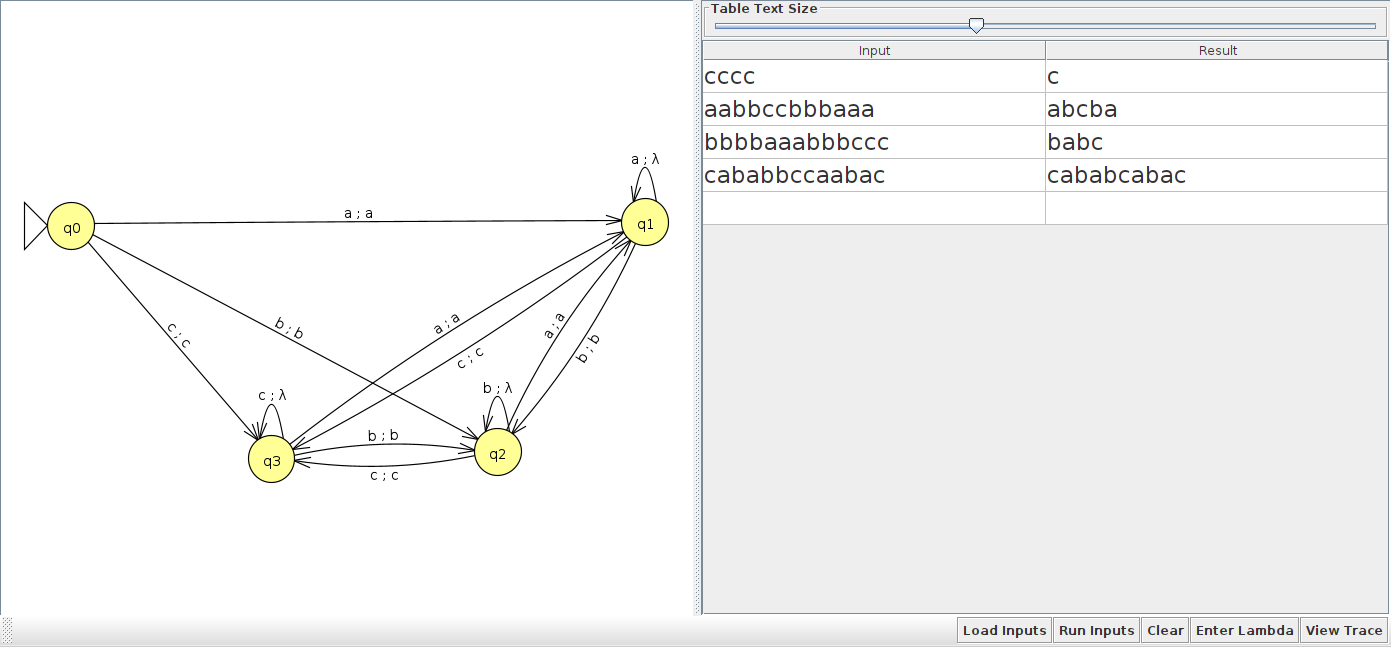 Table Text Size
Input Result
cccc c
aabbccbbbaaa abcba
bbbbaaabbbccc babc
cababbccaabac cababcabac
a ; λ
a ; a
q0
q1
c ; c
b ; b
a ; a
c ; c
a ; a
b ; b
c ; λ
b ; λ
b ; b
q3
q2
c ; c
Load Inputs Run Inputs Clear Enter Lambda View Trace